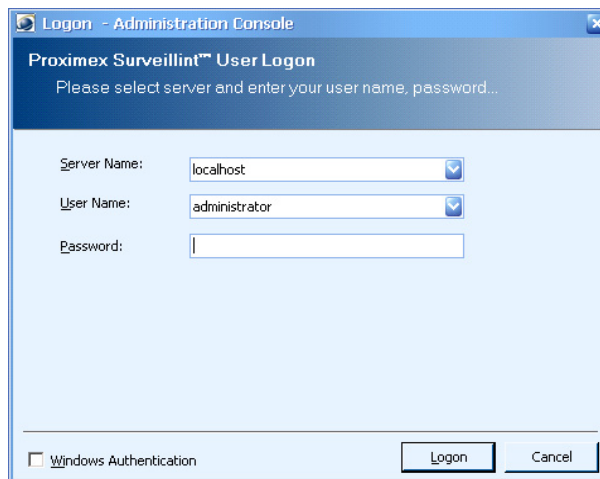 Logon - Administration Console
Proximex Surveillint™ User Logon
Please select server and enter your user name, password...
Server Name:
localhost
User Name:
administrator
Password:
Windows Authentication
Logon
Cancel